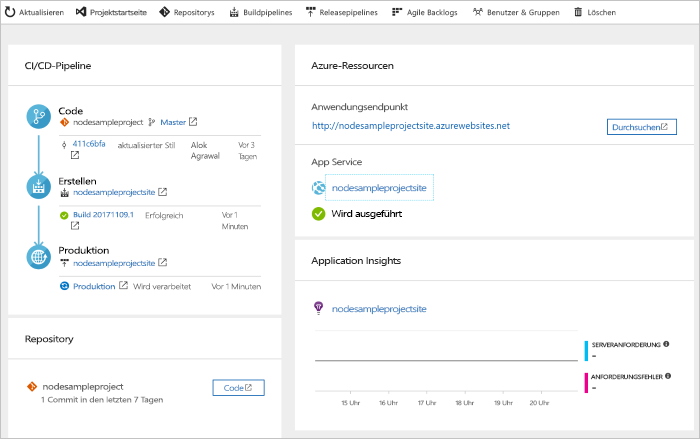 Aktualisieren Projektstartseite Repositorys Buildpipelines Releasepipelines Agile Backlogs Benutzer & Gruppen Löschen
CI/CD-Pipeline
Code
nodesampleproject Master
411c6bfa aktualisierter Stil Alok Agrawal Vor 3 Tagen
Erstellen
nodesampleprojectsite
Build 20171109.1 Erfolgreich Vor 1 Minuten
Produktion
nodesampleprojectsite
Produktion Wird verarbeitet Vor 1 Minuten
Repository
nodesampleproject Code
1 Commit in den letzten 7 Tagen
Azure-Ressourcen
Anwendungsendpunkt
http://nodesampleprojectsite.azurewebsites.net Durchsuchen
App Service
nodesampleprojectsite
Wird ausgeführt
Application Insights
nodesampleprojectsite
SERVERANFORDERUNG
--
ANFORDERUNGSFEHLER
--
15 Uhr 16 Uhr 17 Uhr 18 Uhr 19 Uhr 20 Uhr